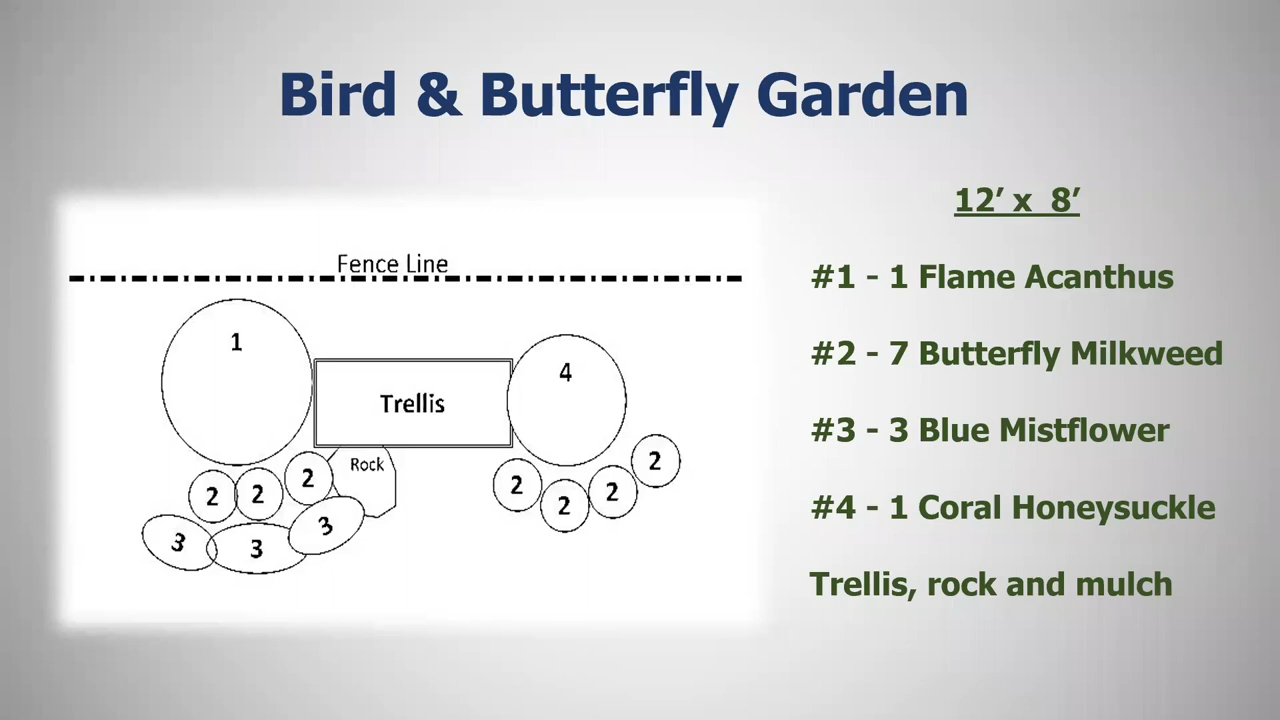 Bird & Butterfly Garden
12’ x  8’
Fence Line
1
4
Trellis
Rock
2
2
2
2
2
2
2
3
3
3
#1 - 1 Flame Acanthus
#2 - 7 Butterfly Milkweed
#3 - 3 Blue Mistflower
#4 - 1 Coral Honeysuckle
Trellis, rock and mulch